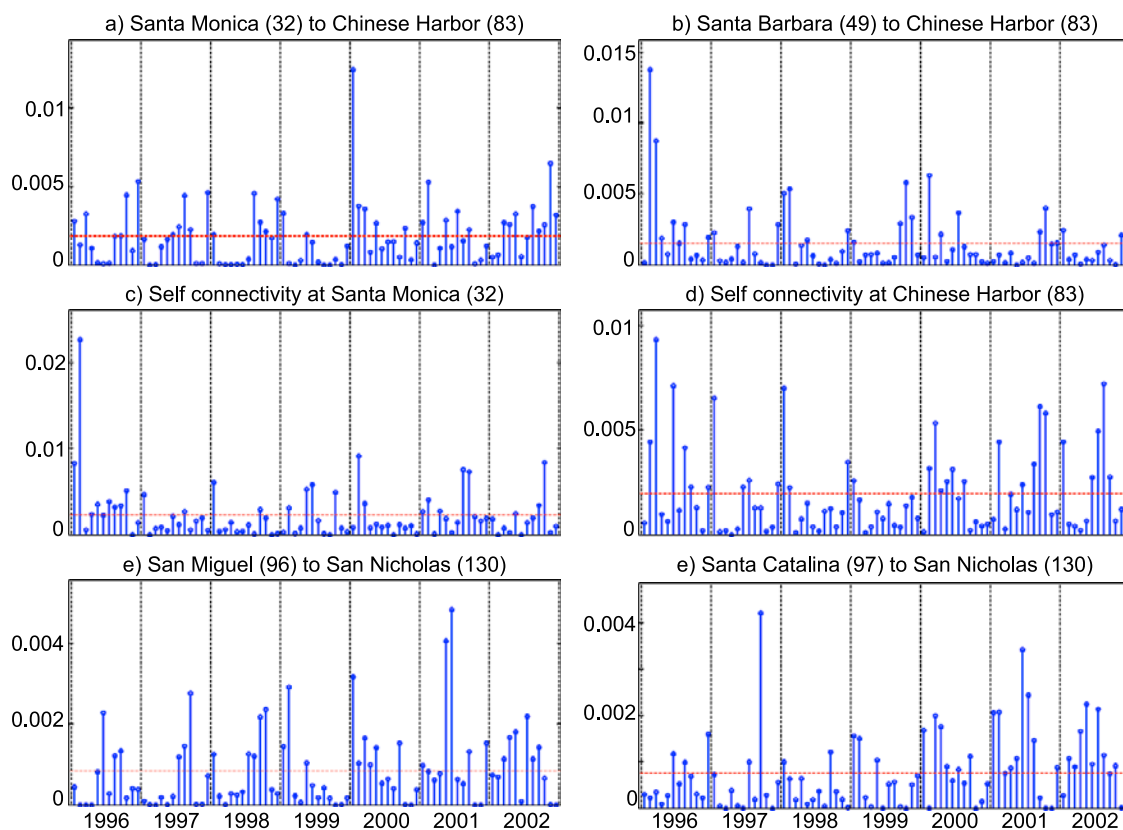 a) Santa Monica (32) to Chinese Harbor (83)
b) Santa Barbara (49) to Chinese Harbor (83)
0.01
0.005
0
0.015
0.01
0.005
0
c) Self connectivity at Santa Monica (32)
d) Self connectivity at Chinese Harbor (83)
0.02
0.01
0
0.01
0.005
0
e) San Miguel (96) to San Nicholas (130)
e) Santa Catalina (97) to San Nicholas (130)
0.004
0.002
0
0.004
0.002
0
1996 1997 1998 1999 2000 2001 2002
1996 1997 1998 1999 2000 2001 2002